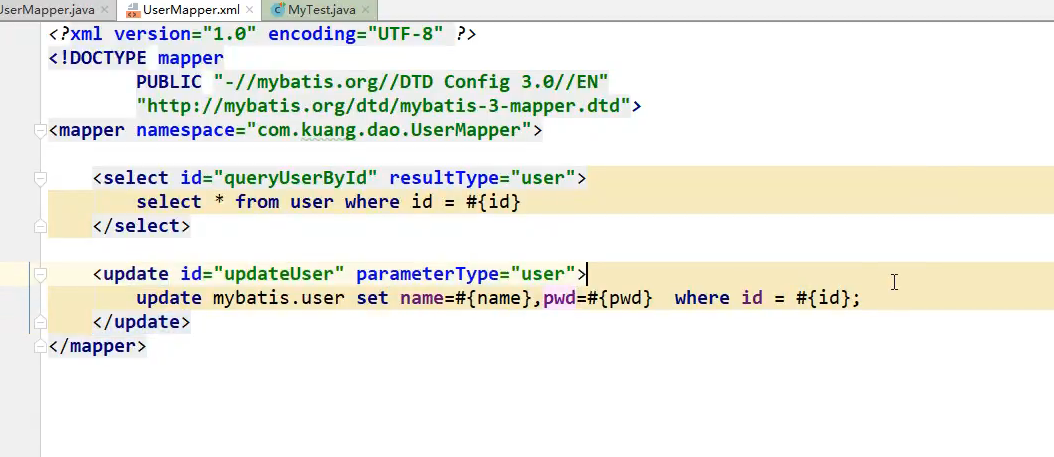 UserMapper.java × UserMapper.xml × MyTest.java ×
<?xml version="1.0" encoding="UTF-8" ?>
<!DOCTYPE mapper
        PUBLIC "-//mybatis.org//DTD Config 3.0//EN"
        "http://mybatis.org/dtd/mybatis-3-mapper.dtd">
<mapper namespace="com.kuang.dao.UserMapper">
    <select id="queryUserById" resultType="user">
        select * from user where id = #{id}
    </select>
    <update id="updateUser" parameterType="user">
        update mybatis.user set name=#{name},pwd=#{pwd}  where id = #{id};
    </update>
</mapper>